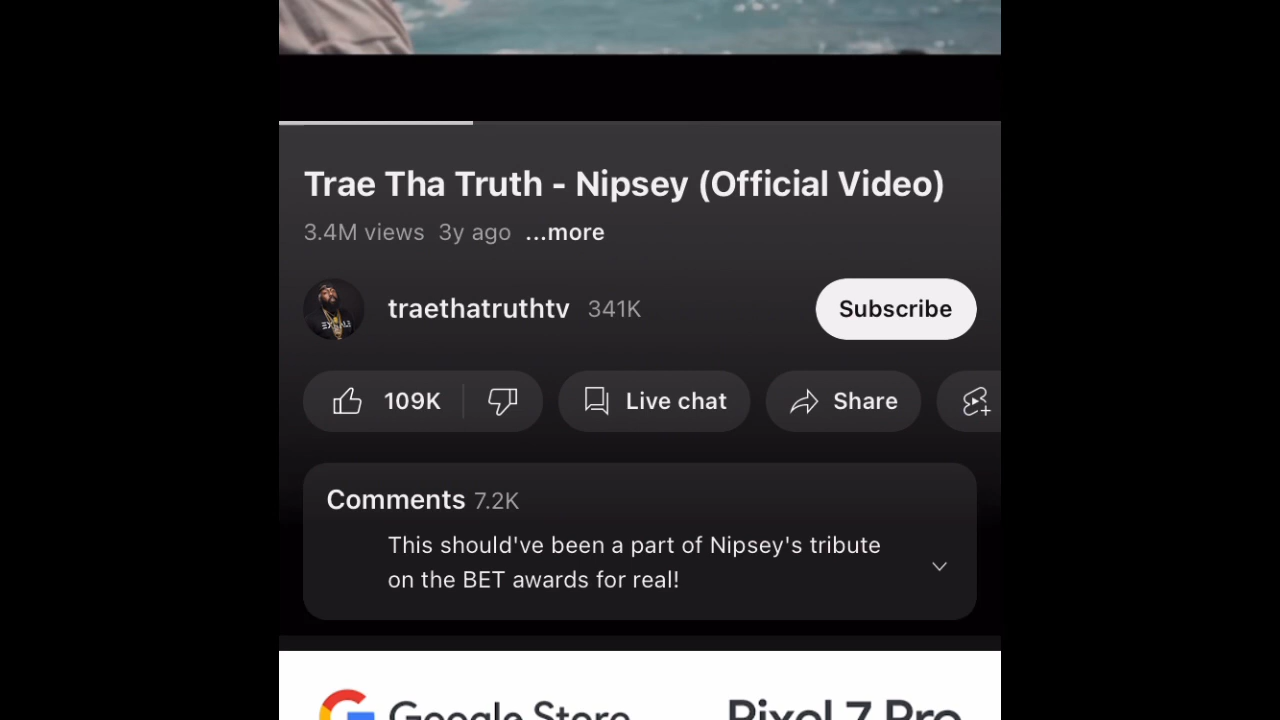 Trae Tha Truth - Nipsey (Official Video)
3.4M views 3y ago ...more
traethatruthtv 341K Subscribe
109K Live chat Share
Comments 7.2K
This should've been a part of Nipsey's tribute
on the BET awards for real!
Google Store Pixel 7 Pro